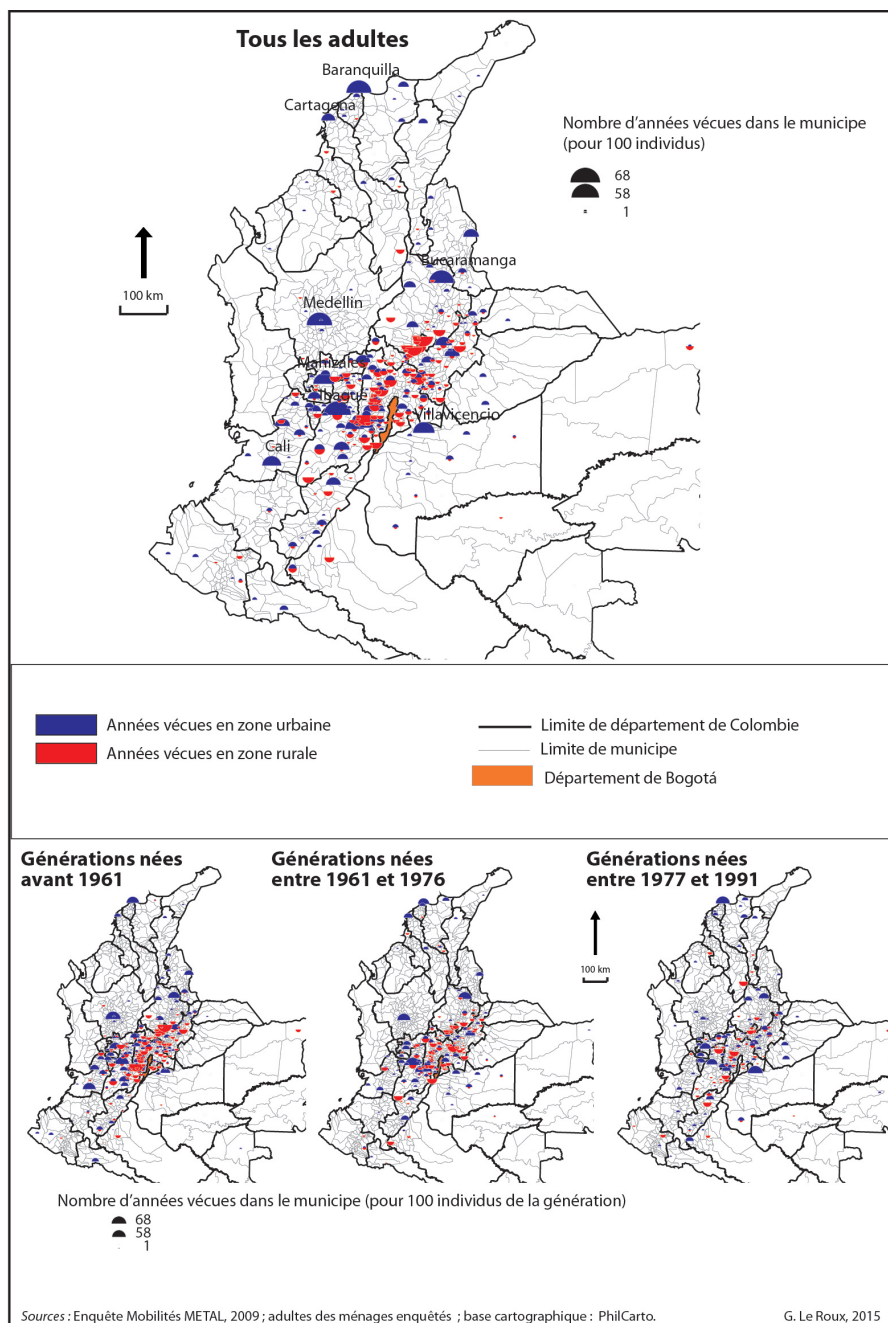 Tous les adultes
Baranquilla
Cartagena
Nombre d'années vécues dans le municipe
(pour 100 individus)
68
58
1
100 km
Bucaramanga
Medellin
Manizales
Ibague
Villavicencio
Cali
Années vécues en zone urbaine
Années vécues en zone rurale
Limite de département de Colombie
Limite de municipe
Département de Bogotá
Générations nées
avant 1961
Générations nées
entre 1961 et 1976
Générations nées
entre 1977 et 1991
100 km
Nombre d'années vécues dans le municipe (pour 100 individus de la génération)
68
58
1
Sources : Enquête Mobilités METAL, 2009 ; adultes des ménages enquêtés ; base cartographique : PhilCarto.
G. Le Roux, 2015